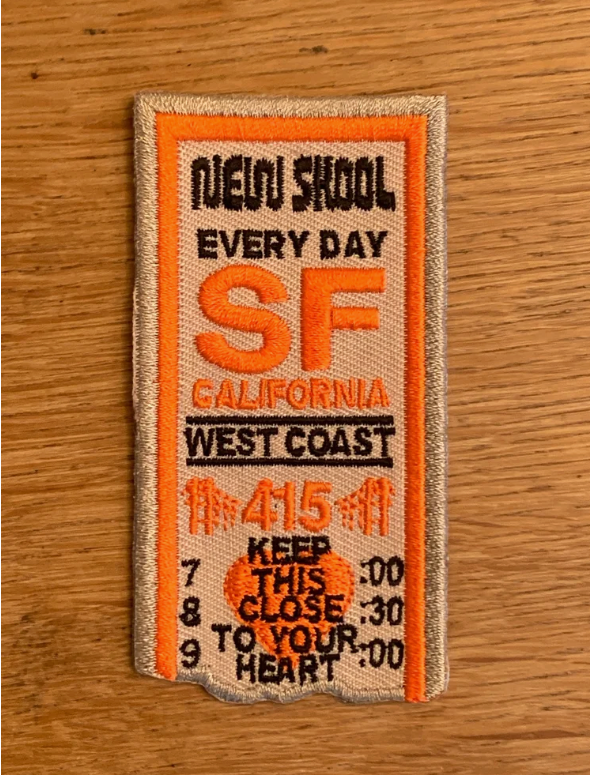 NEW SKOOL
EVERY DAY
SF
CALIFORNIA
WEST COAST
415
KEEP
7 THIS :00
8 CLOSE :30
TO YOUR
9 HEART :00